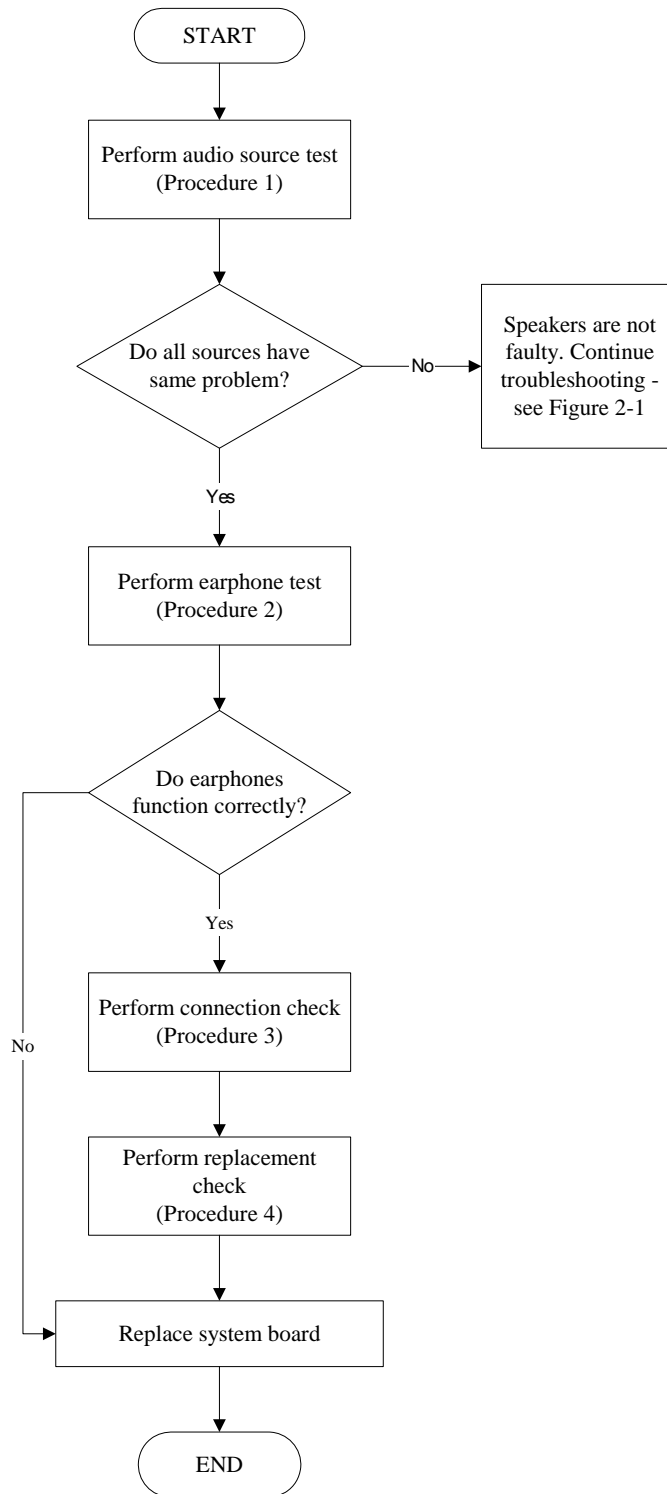 START
Perform audio source test
(Procedure 1)
Do all sources have
same problem?
No
Speakers are not
faulty. Continue
troubleshooting -
see Figure 2-1
Yes
Perform earphone test
(Procedure 2)
Do earphones
function correctly?
Yes
Perform connection check
(Procedure 3)
No
Perform replacement
check
(Procedure 4)
Replace system board
END